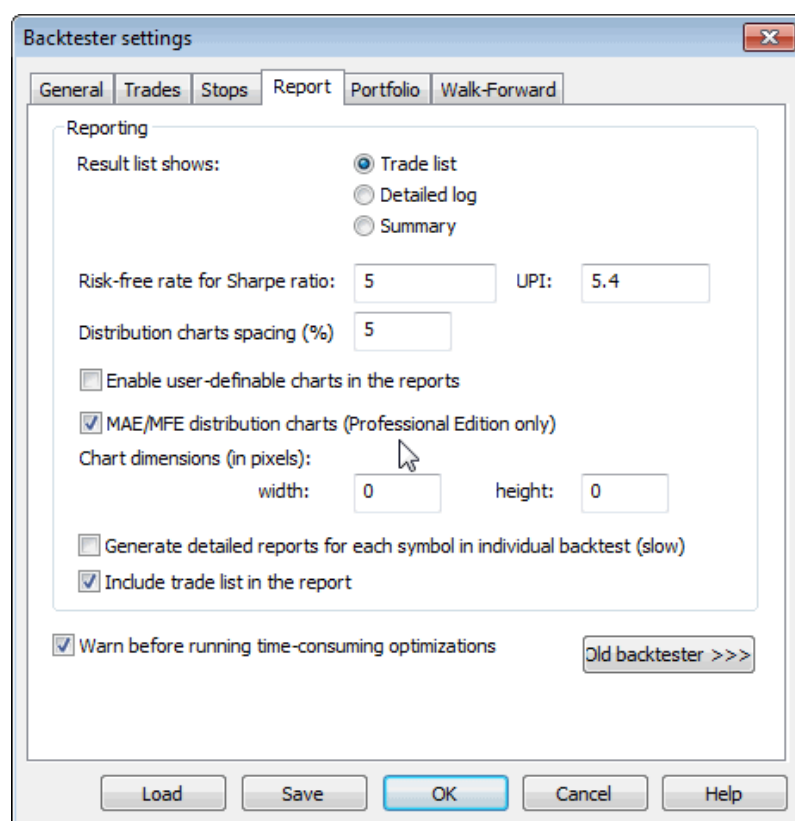 Backtester settings
General Trades Stops Report Portfolio Walk-Forward
Reporting
Result list shows: Trade list
Detailed log
Summary
Risk-free rate for Sharpe ratio: 5 UPI: 5.4
Distribution charts spacing (%) 5
Enable user-definable charts in the reports
MAE/MFE distribution charts (Professional Edition only)
Chart dimensions (in pixels):
width: 0 height: 0
Generate detailed reports for each symbol in individual backtest (slow)
Include trade list in the report
Warn before running time-consuming optimizations
Old backtester >>>
Load Save OK Cancel Help